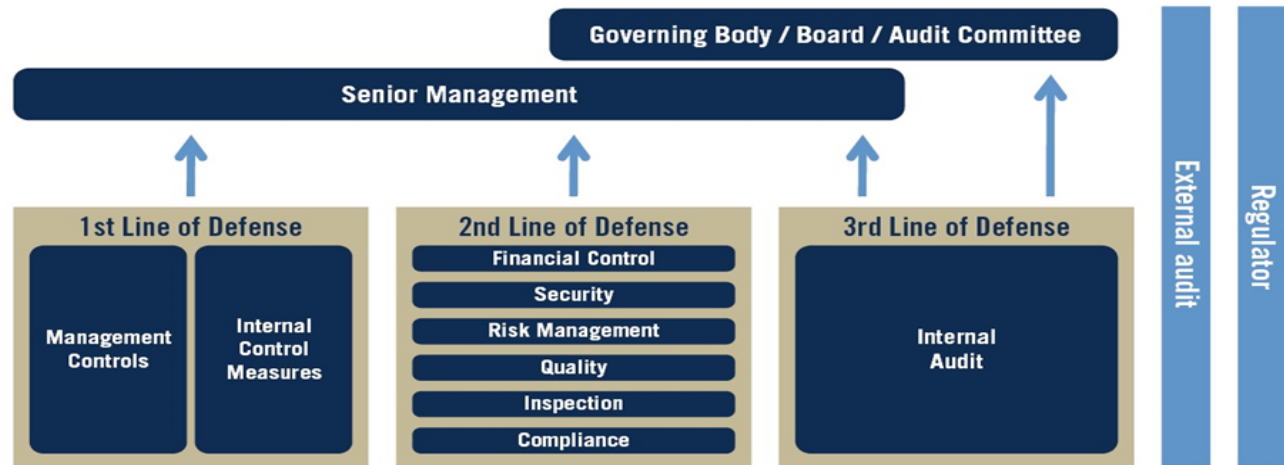 Governing Body / Board / Audit Committee
Senior Management
1st Line of Defense
Management
Controls
Internal
Control
Measures
2nd Line of Defense
Financial Control
Security
Risk Management
Quality
Inspection
Compliance
3rd Line of Defense
Internal
Audit
External audit
Regulator